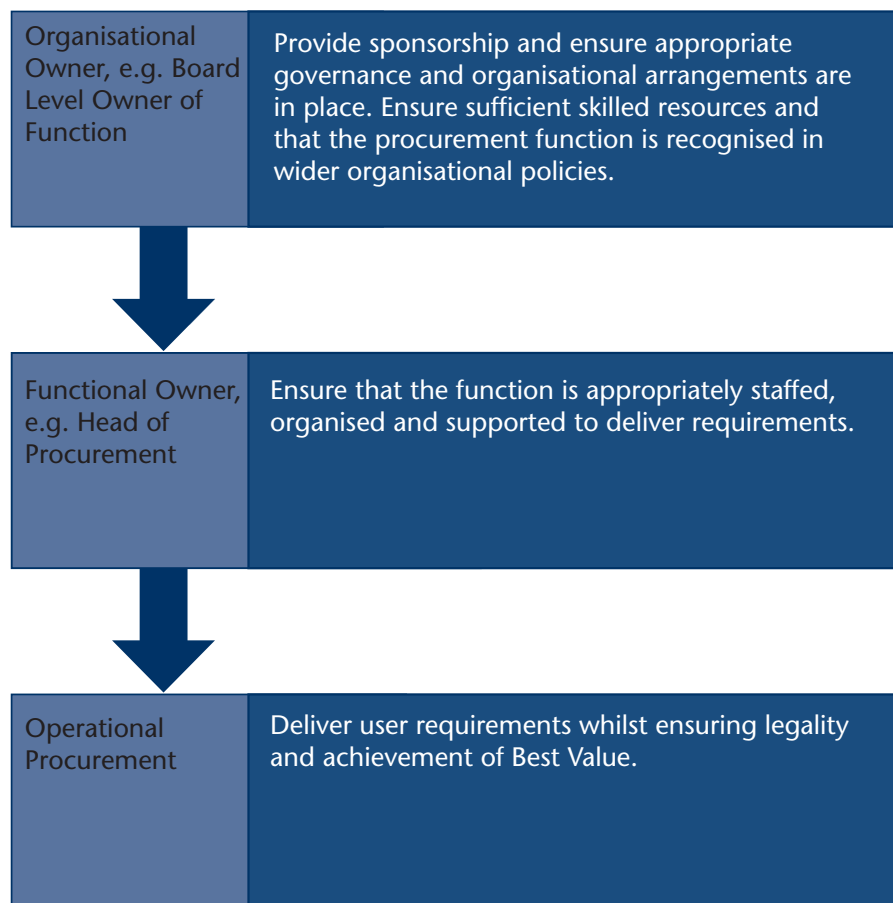 Organisational
Owner, e.g. Board
Level Owner of
Function
Provide sponsorship and ensure appropriate
governance and organisational arrangements are
in place. Ensure sufficient skilled resources and
that the procurement function is recognised in
wider organisational policies.
Functional Owner,
e.g. Head of
Procurement
Ensure that the function is appropriately staffed,
organised and supported to deliver requirements.
Operational
Procurement
Deliver user requirements whilst ensuring legality
and achievement of Best Value.